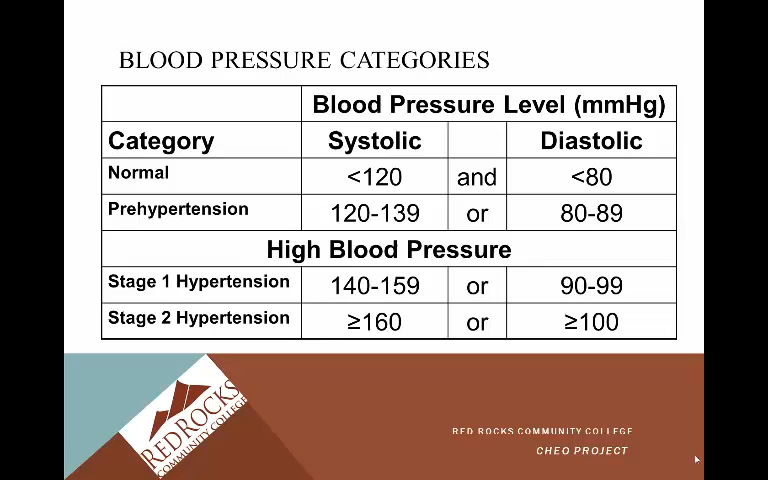 BLOOD PRESSURE CATEGORIES
Blood Pressure Level (mmHg)
Category Systolic Diastolic
Normal <120 and <80
Prehypertension 120-139 or 80-89
High Blood Pressure
Stage 1 Hypertension 140-159 or 90-99
Stage 2 Hypertension ≥160 or ≥100
RED ROCKS
COMMUNITY COLLEGE
RED ROCKS COMMUNITY COLLEGE
CHEO PROJECT